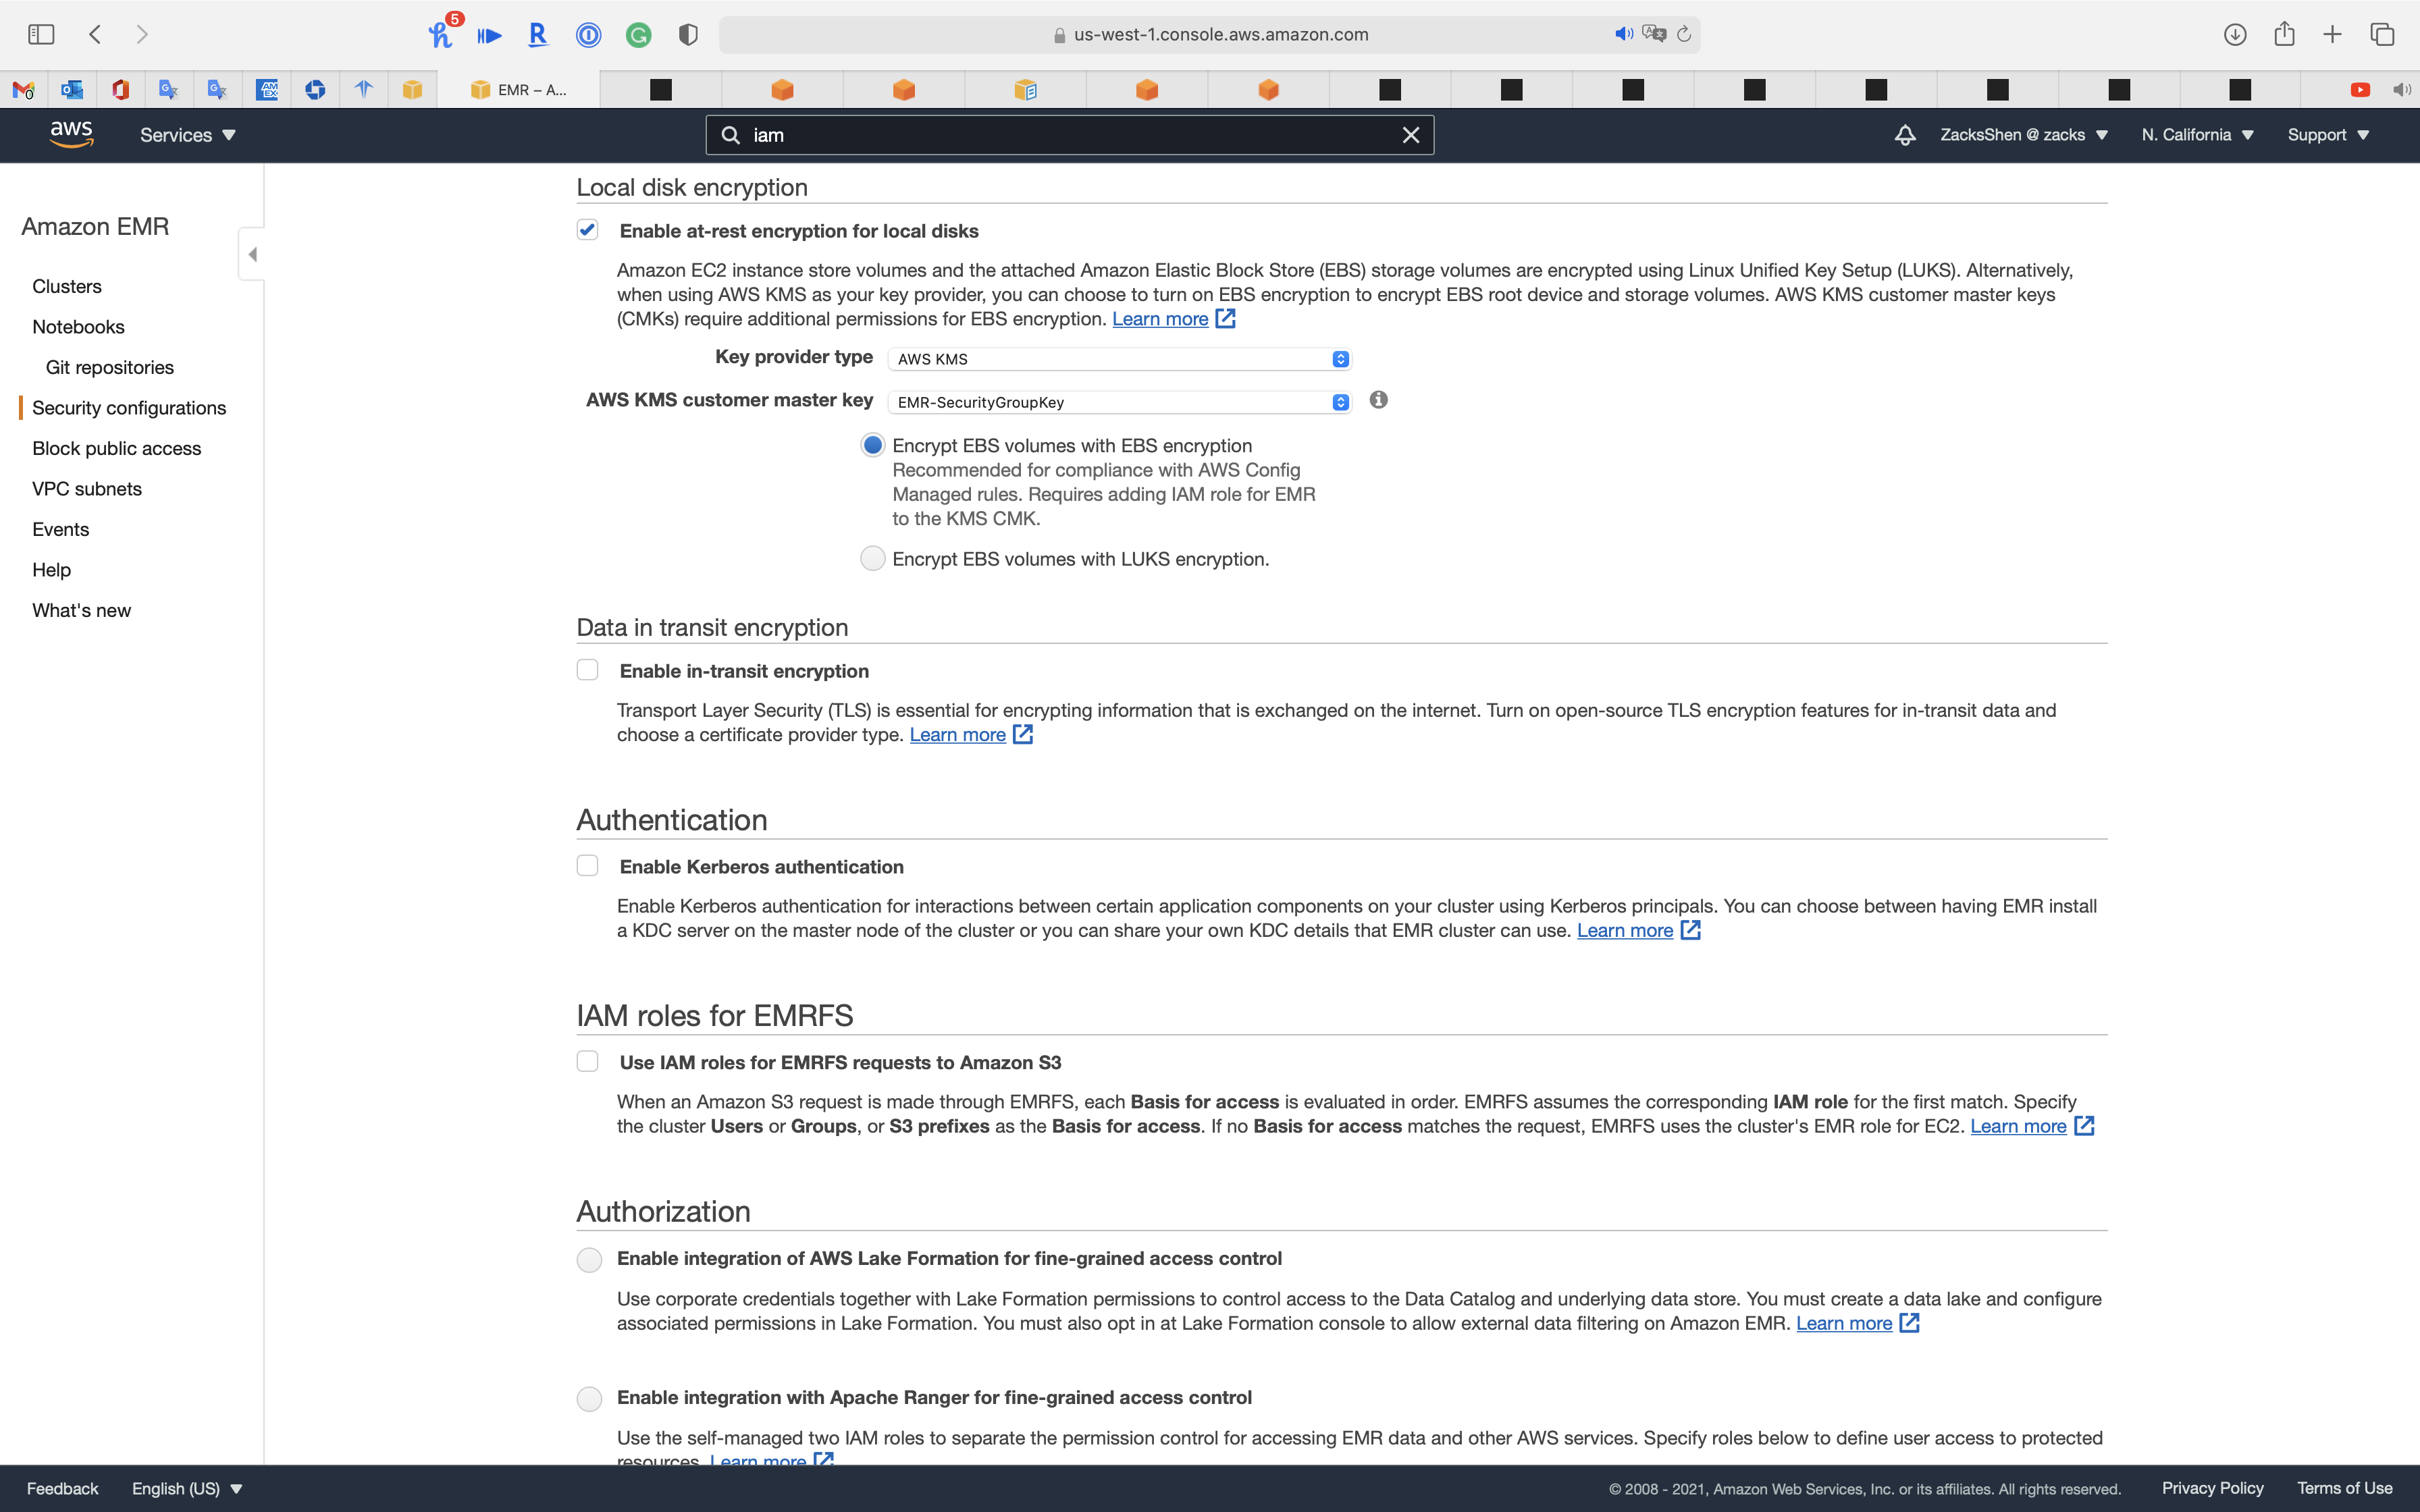 5
us-west-1.console.aws.amazon.com
EMR – A...
aws
Services
iam
ZacksShen @ zacks
N. California
Support
Amazon EMR
Clusters
Notebooks
Git repositories
Security configurations
Block public access
VPC subnets
Events
Help
What's new
Local disk encryption
Enable at-rest encryption for local disks
Amazon EC2 instance store volumes and the attached Amazon Elastic Block Store (EBS) storage volumes are encrypted using Linux Unified Key Setup (LUKS). Alternatively,
when using AWS KMS as your key provider, you can choose to turn on EBS encryption to encrypt EBS root device and storage volumes. AWS KMS customer master keys
(CMKs) require additional permissions for EBS encryption. Learn more
Key provider type AWS KMS
AWS KMS customer master key EMR-SecurityGroupKey
Encrypt EBS volumes with EBS encryption
Recommended for compliance with AWS Config
Managed rules. Requires adding IAM role for EMR
to the KMS CMK.
Encrypt EBS volumes with LUKS encryption.
Data in transit encryption
Enable in-transit encryption
Transport Layer Security (TLS) is essential for encrypting information that is exchanged on the internet. Turn on open-source TLS encryption features for in-transit data and
choose a certificate provider type. Learn more
Authentication
Enable Kerberos authentication
Enable Kerberos authentication for interactions between certain application components on your cluster using Kerberos principals. You can choose between having EMR install
a KDC server on the master node of the cluster or you can share your own KDC details that EMR cluster can use. Learn more
IAM roles for EMRFS
Use IAM roles for EMRFS requests to Amazon S3
When an Amazon S3 request is made through EMRFS, each Basis for access is evaluated in order. EMRFS assumes the corresponding IAM role for the first match. Specify
the cluster Users or Groups, or S3 prefixes as the Basis for access. If no Basis for access matches the request, EMRFS uses the cluster's EMR role for EC2. Learn more
Authorization
Enable integration of AWS Lake Formation for fine-grained access control
Use corporate credentials together with Lake Formation permissions to control access to the Data Catalog and underlying data store. You must create a data lake and configure
associated permissions in Lake Formation. You must also opt in at Lake Formation console to allow external data filtering on Amazon EMR. Learn more
Enable integration with Apache Ranger for fine-grained access control
Use the self-managed two IAM roles to separate the permission control for accessing EMR data and other AWS services. Specify roles below to define user access to protected
resources. Learn more
Feedback
English (US)
© 2008 - 2021, Amazon Web Services, Inc. or its affiliates. All rights reserved.
Privacy Policy
Terms of Use